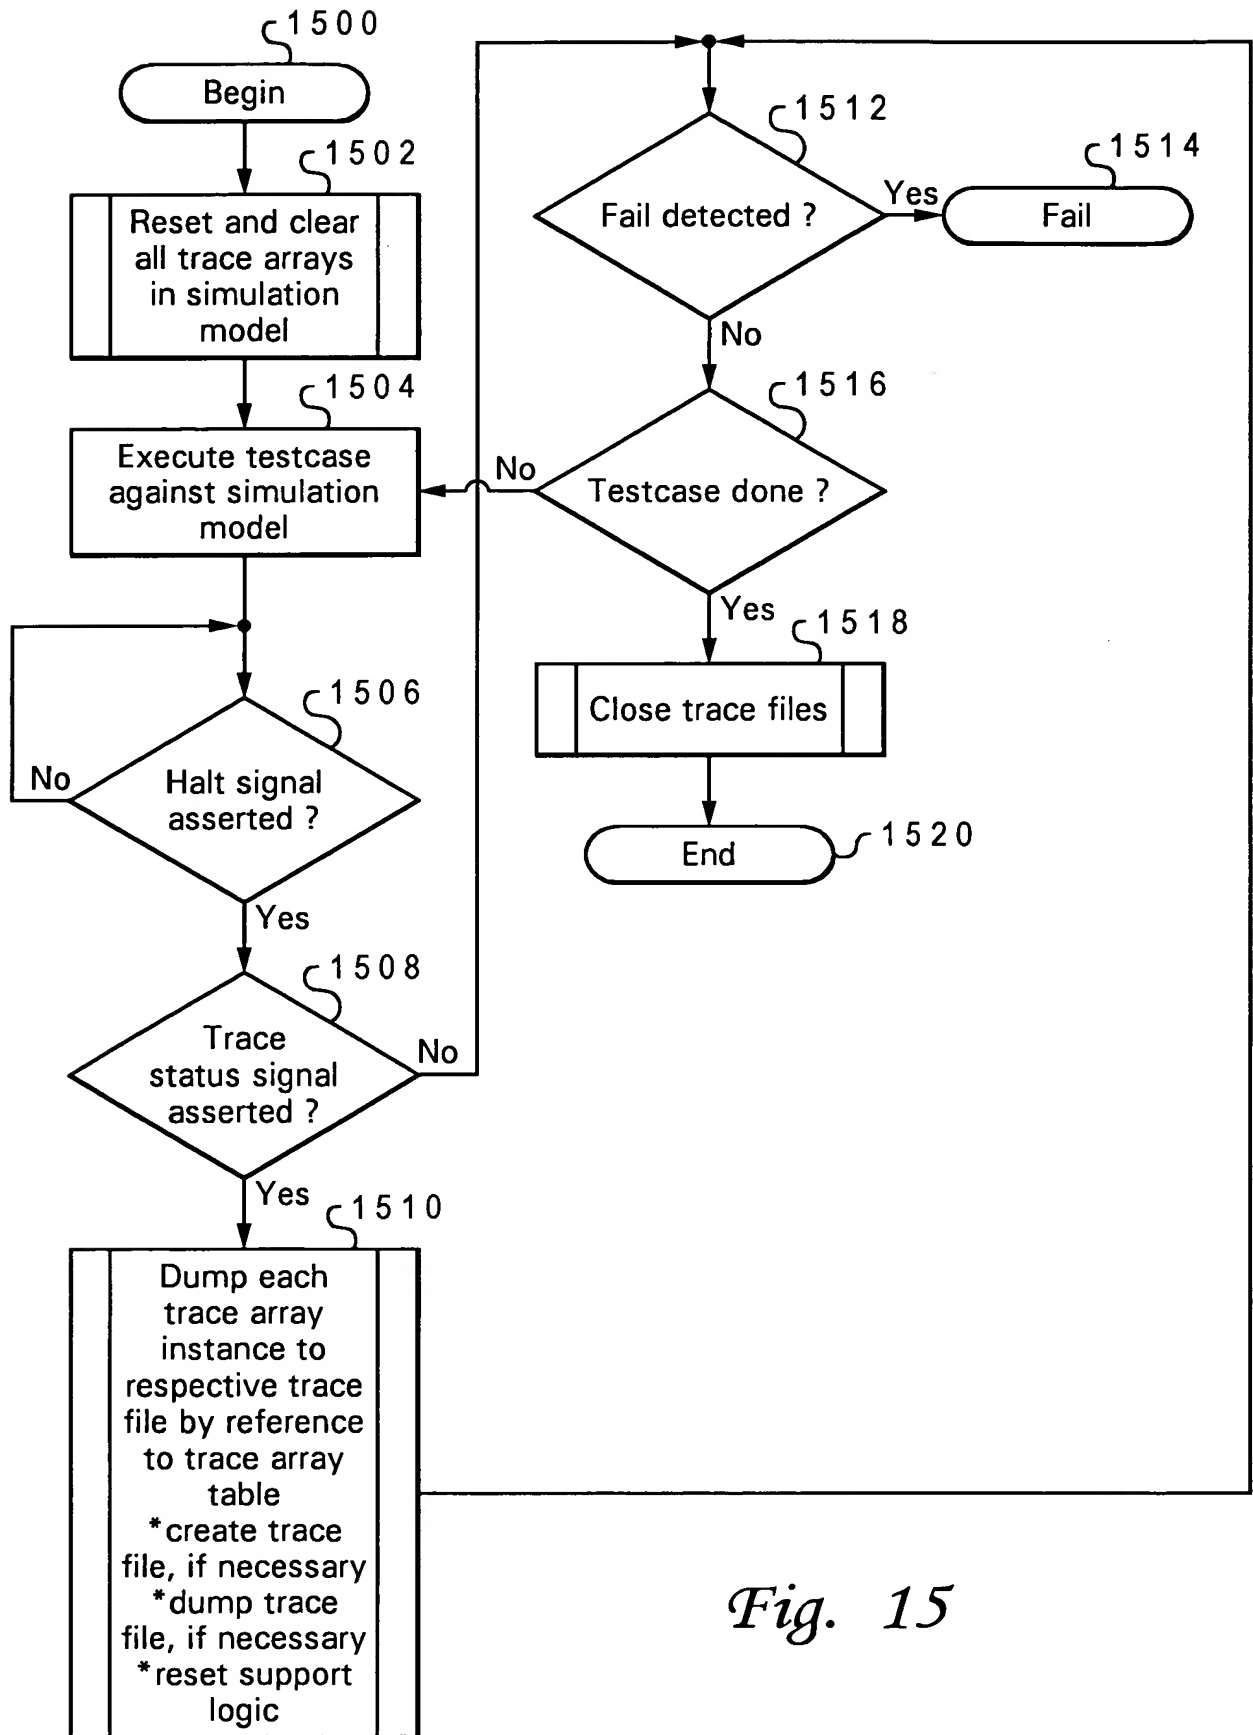 1500
Begin
1502
Reset and clear
all trace arrays
in simulation
model
1504
Execute testcase
against simulation
model
1506
Halt signal
asserted ?
No
Yes
1508
Trace
status signal
asserted ?
No
Yes
1510
Dump each
trace array
instance to
respective trace
file by reference
to trace array
table
*create trace
file, if necessary
*dump trace
file, if necessary
*reset support
logic
1512
Fail detected ?
Yes
1514
Fail
No
1516
Testcase done ?
No
Yes
1518
Close trace files
End
1520
Fig. 15